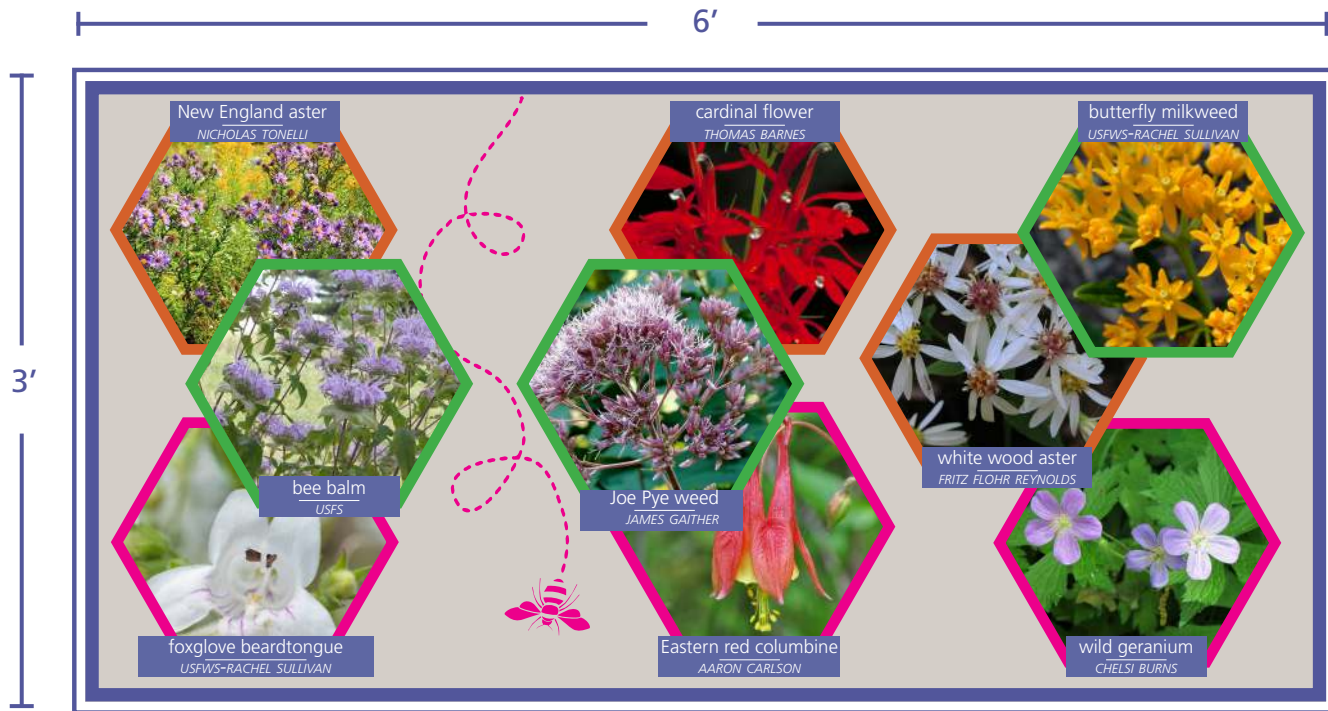 6’
3’
New England aster
NICHOLAS TONELLI
cardinal flower
THOMAS BARNES
butterfly milkweed
USFWS-RACHEL SULLIVAN
bee balm
USFS
Joe Pye weed
JAMES GAITHER
white wood aster
FRITZ FLOHR REYNOLDS
foxglove beardtongue
USFWS-RACHEL SULLIVAN
Eastern red columbine
AARON CARLSON
wild geranium
CHELSI BURNS